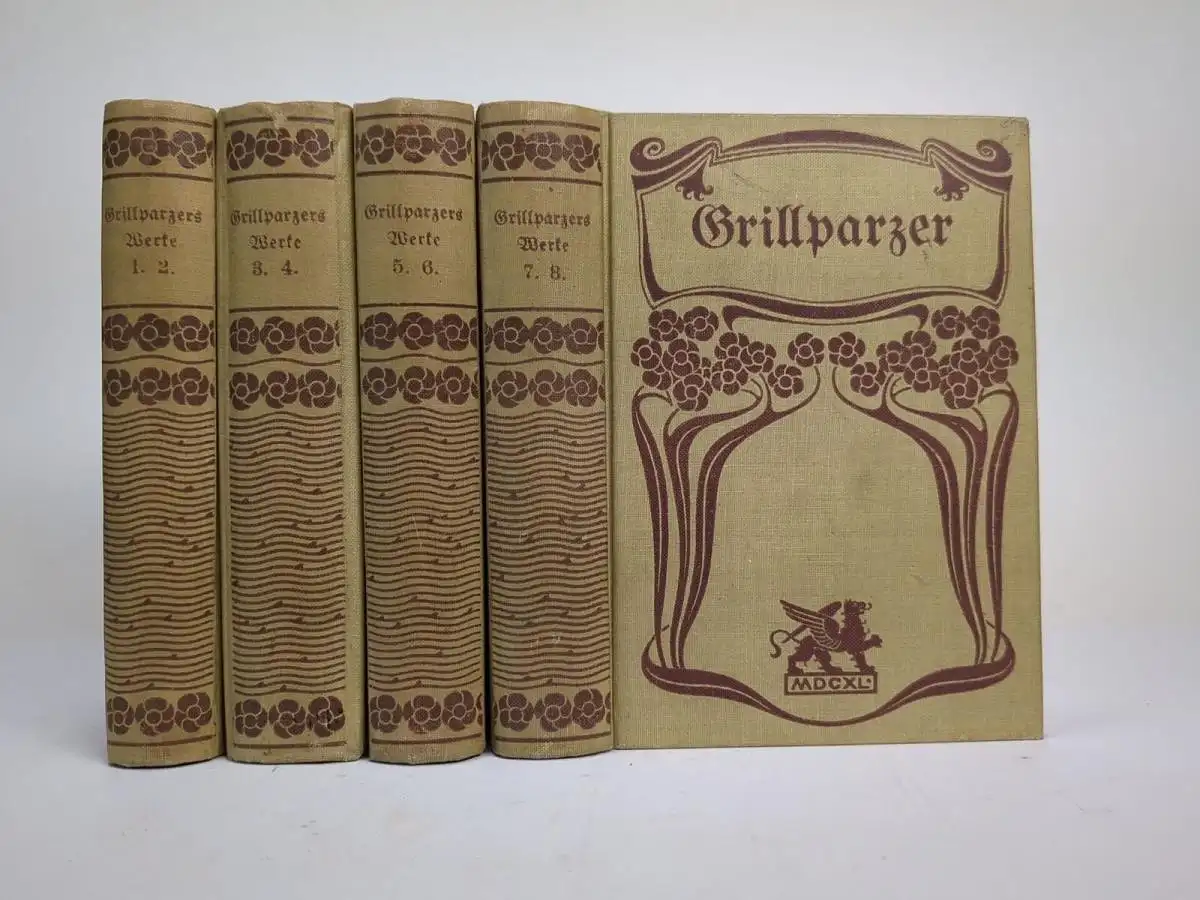 Grillparzers
Werke
1. 2.
Grillparzers
Werke
3. 4.
Grillparzers
Werke
5. 6.
Grillparzers
Werke
7. 8.
Grillparzer
MDCXL.